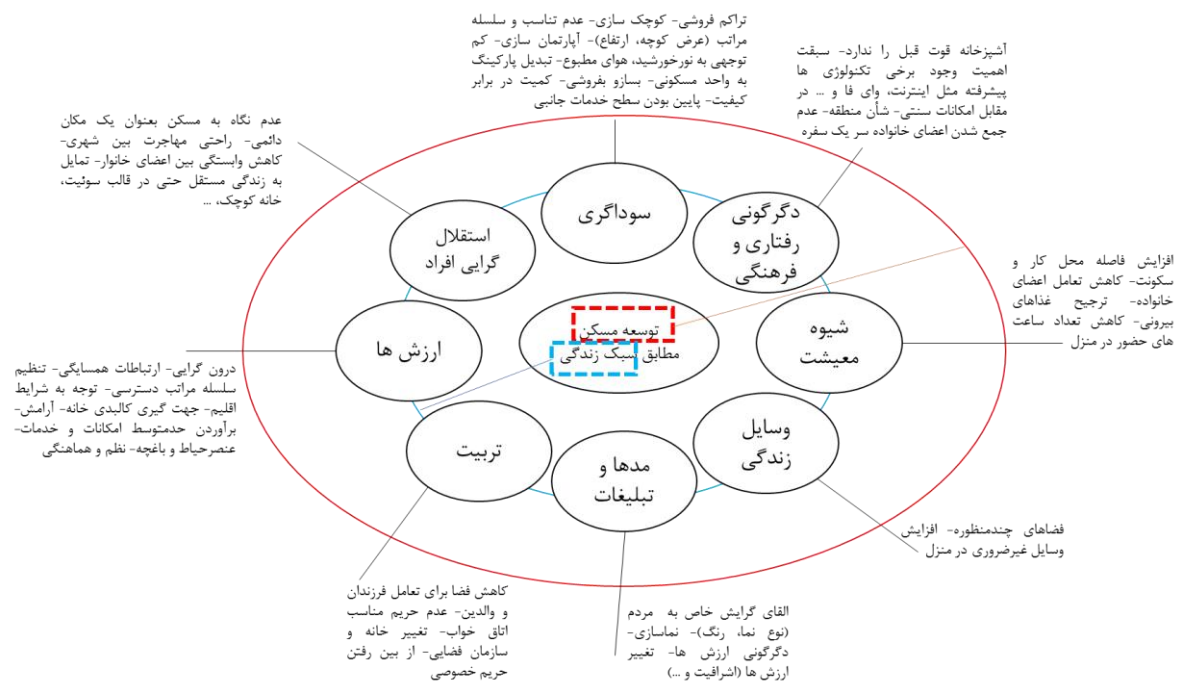 تراکم فروشی- کوچک سازی- عدم تناسب و سلسله
مراتب (عرض کوچه، ارتفاع)- آپارتمان سازی- کم
توجهی به نورخورشید، هوای مطبوع- تبدیل پارکینگ
به واحد مسکونی- بسازو بفروشی- کمیت در برابر
کیفیت- پایین بودن سطح خدمات جانبی
آشپزخانه قوت قبل را ندارد- سبقت
اهمیت وجود برخی تکنولوژی ها
پیشرفته مثل اینترنت، وای فا و ... در
مقابل امکانات سنتی- شأن منطقه- عدم
جمع شدن اعضای خانواده سر یک سفره
عدم نگاه به مسکن بعنوان یک مکان
دائمی- راحتی مهاجرت بین شهری-
کاهش وابستگی بین اعضای خانوار- تمایل
به زندگی مستقل حتی در قالب سوئیت،
خانه کوچک، ...
سوداگری
دگرگونی
رفتاری و
فرهنگی
استقلال
گرایی افراد
افزایش فاصله محل کار و
سکونت- کاهش تعامل اعضای
خانواده- ترجیح غذاهای
بیرونی- کاهش تعداد ساعت
های حضور در منزل
شیوه
معیشت
توسعه مسکن
مطابق سبک زندگی
ارزش ها
درون گرایی- ارتباطات همسایگی- تنظیم
سلسله مراتب دسترسی- توجه به شرایط
اقلیم- جهت گیری کالبدی خانه- آرامش-
برآوردن حدمتوسط امکانات و خدمات-
عنصرحیاط و باغچه- نظم و هماهنگی
وسایل
زندگی
مدها و
تبلیغات
تربیت
فضاهای چندمنظوره- افزایش
وسایل غیرضروری در منزل
القای گرایش خاص به مردم
(نوع نما، رنگ)- نماسازی-
دگرگونی ارزش ها- تغییر
ارزش ها (اشرافیت و ...)
کاهش فضا برای تعامل فرزندان
و والدین- عدم حریم مناسب
اتاق خواب- تغییر خانه و
سازمان فضایی- از بین رفتن
حریم خصوصی